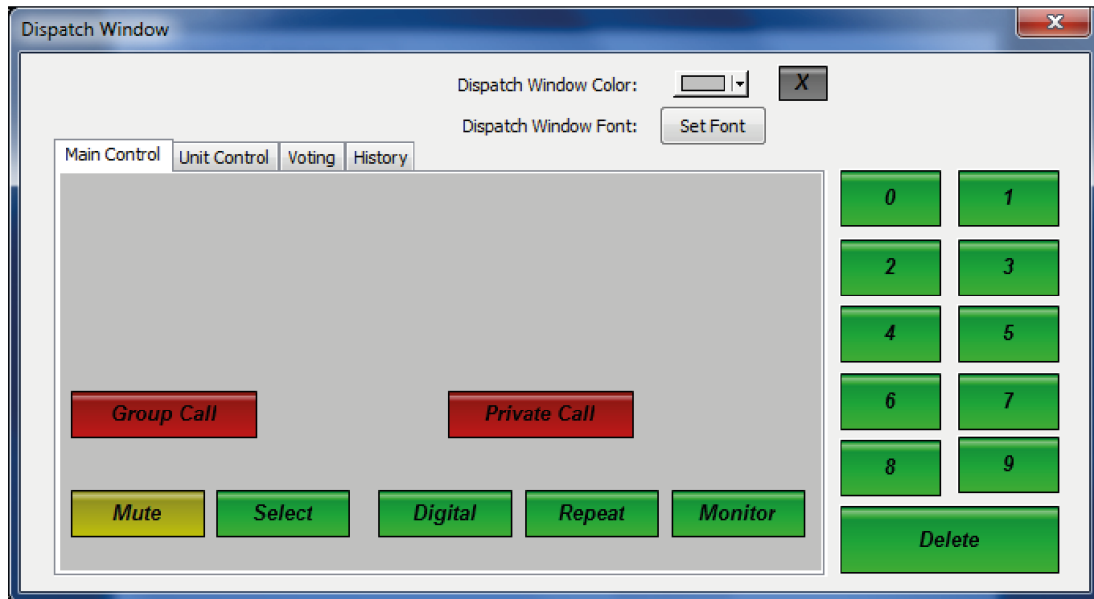 Dispatch Window
X
Dispatch Window Color:
X
Dispatch Window Font: Set Font
Main Control Unit Control Voting History
0 1
2 3
4 5
Group Call Private Call
6 7
8 9
Mute Select Digital Repeat Monitor
Delete